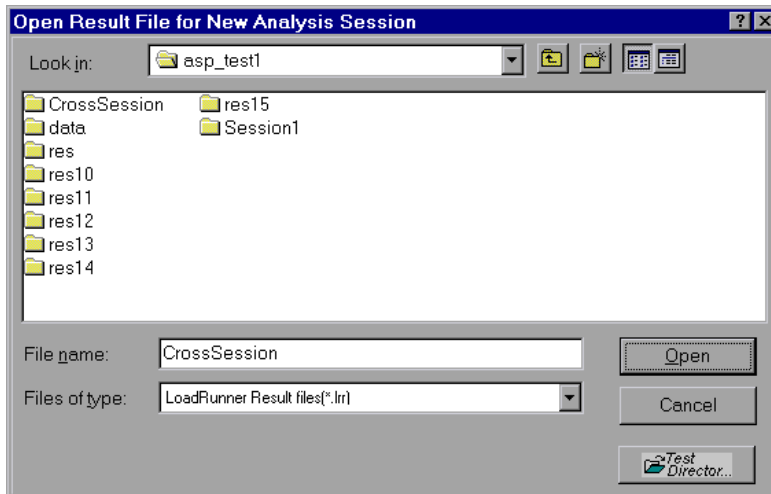 Open Result File for New Analysis Session
Look in:
asp_test1
CrossSession
data
res
res10
res11
res12
res13
res14
res15
Session1
File name:
CrossSession
Open
Files of type:
LoadRunner Result files(*.lrr)
Cancel
Test
Director...